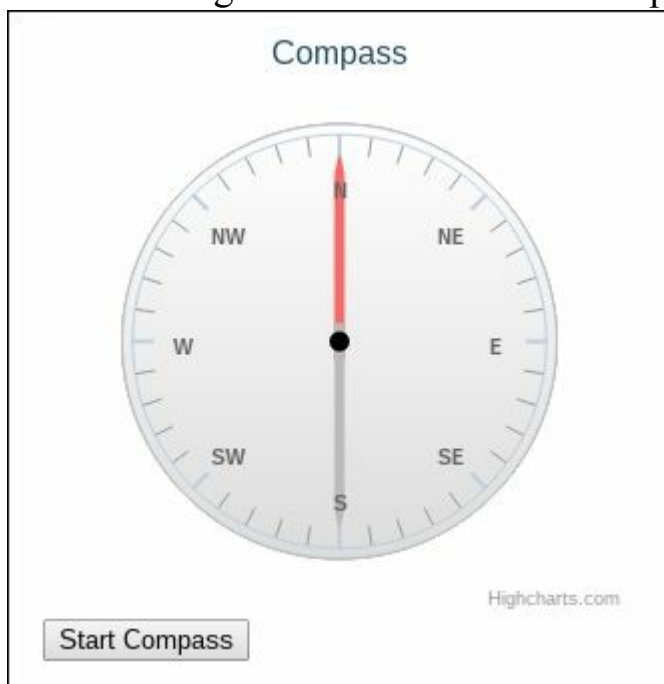 Compass
N
NW NE
W E
SW SE
S
Highcharts.com
Start Compass